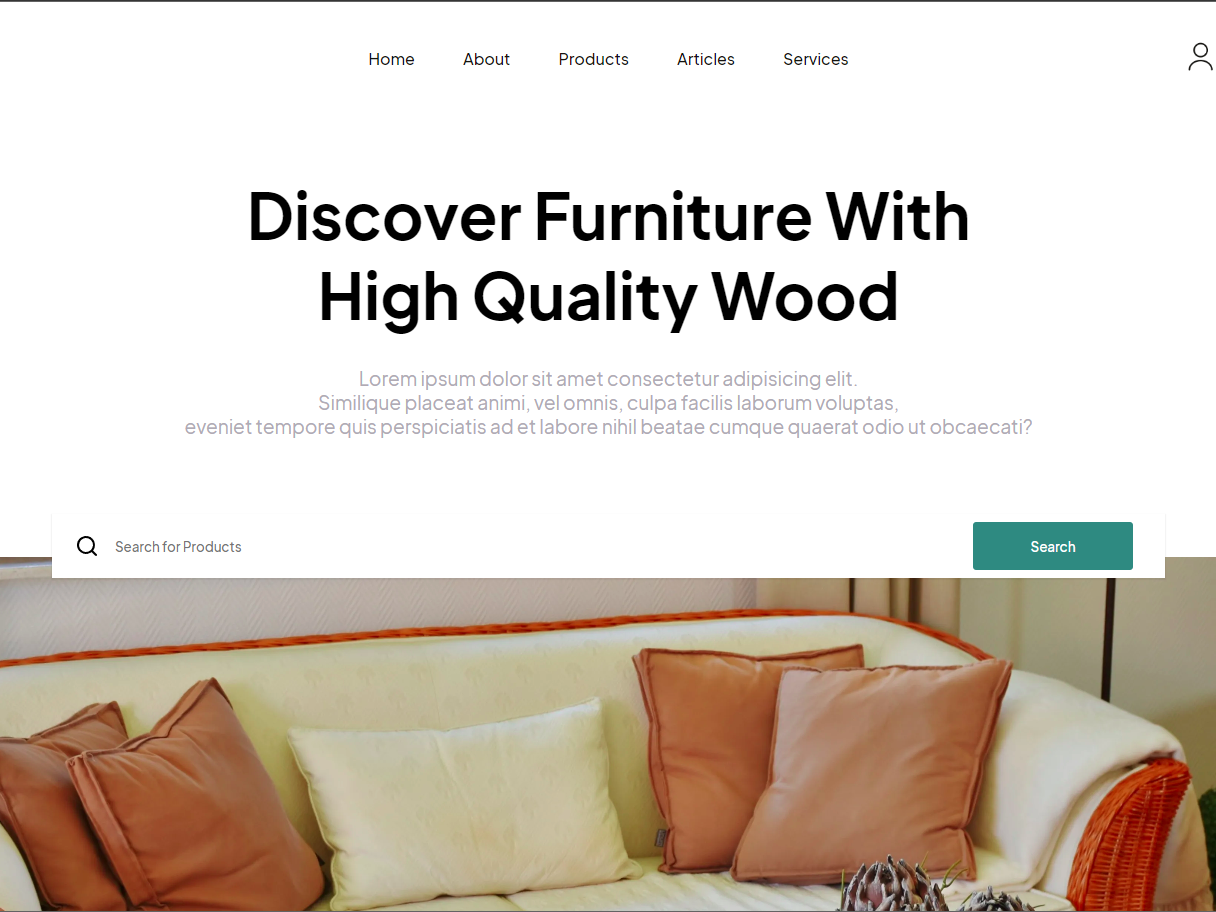 Home About Products Articles Services
Discover Furniture With
High Quality Wood
Lorem ipsum dolor sit amet consectetur adipisicing elit.
Similique placeat animi, vel omnis, culpa facilis laborum voluptas,
eveniet tempore quis perspiciatis ad et labore nihil beatae cumque quaerat odio ut obcaecati?
Search for Products Search